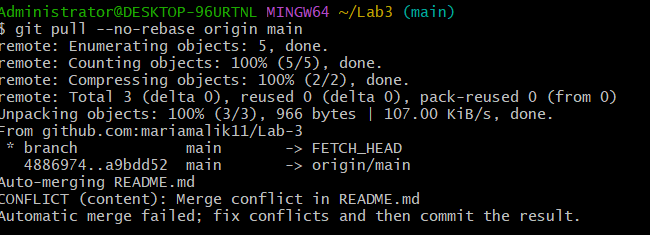 Administrator@DESKTOP-96URTNL MINGW64 ~/Lab3 (main)
$ git pull --no-rebase origin main
remote: Enumerating objects: 5, done.
remote: Counting objects: 100% (5/5), done.
remote: Compressing objects: 100% (2/2), done.
remote: Total 3 (delta 0), reused 0 (delta 0), pack-reused 0 (from 0)
Unpacking objects: 100% (3/3), 966 bytes | 107.00 KiB/s, done.
From github.com:mariamalik11/Lab-3
 * branch            main       -> FETCH_HEAD
   4886974..a9bdd52  main       -> origin/main
Auto-merging README.md
CONFLICT (content): Merge conflict in README.md
Automatic merge failed; fix conflicts and then commit the result.